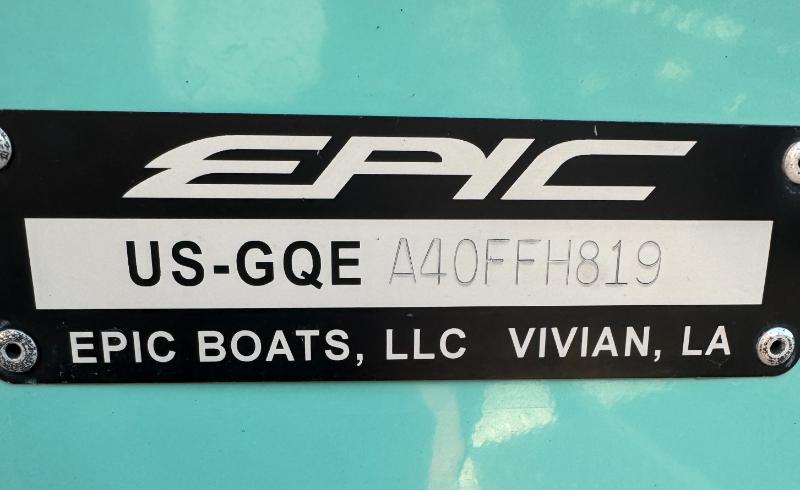 EPIC
US-GQE A40FFH819
EPIC BOATS, LLC VIVIAN, LA